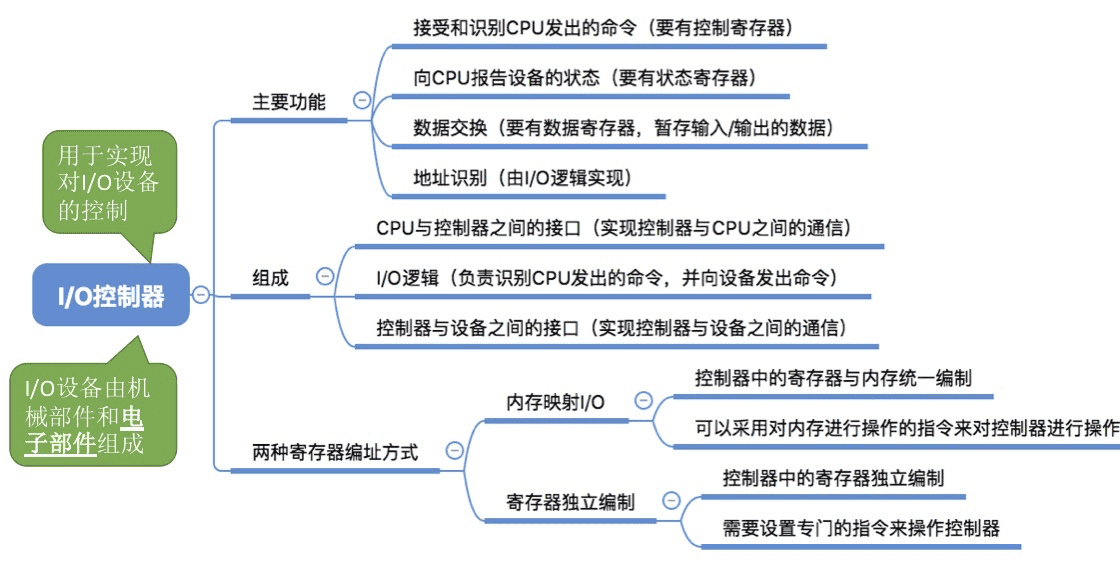 接受和识别CPU发出的命令（要有控制寄存器）
向CPU报告设备的状态（要有状态寄存器）
主要功能
数据交换（要有数据寄存器，暂存输入/输出的数据）
地址识别（由I/O逻辑实现）
用于实现
对I/O设备
的控制
CPU与控制器之间的接口（实现控制器与CPU之间的通信）
组成
I/O逻辑（负责识别CPU发出的命令，并向设备发出命令）
I/O控制器
控制器与设备之间的接口（实现控制器与设备之间的通信）
I/O设备由机
械部件和电
子部件组成
控制器中的寄存器与内存统一编制
内存映射I/O
可以采用对内存进行操作的指令来对控制器进行操作
两种寄存器编址方式
控制器中的寄存器独立编制
寄存器独立编制
需要设置专门的指令来操作控制器